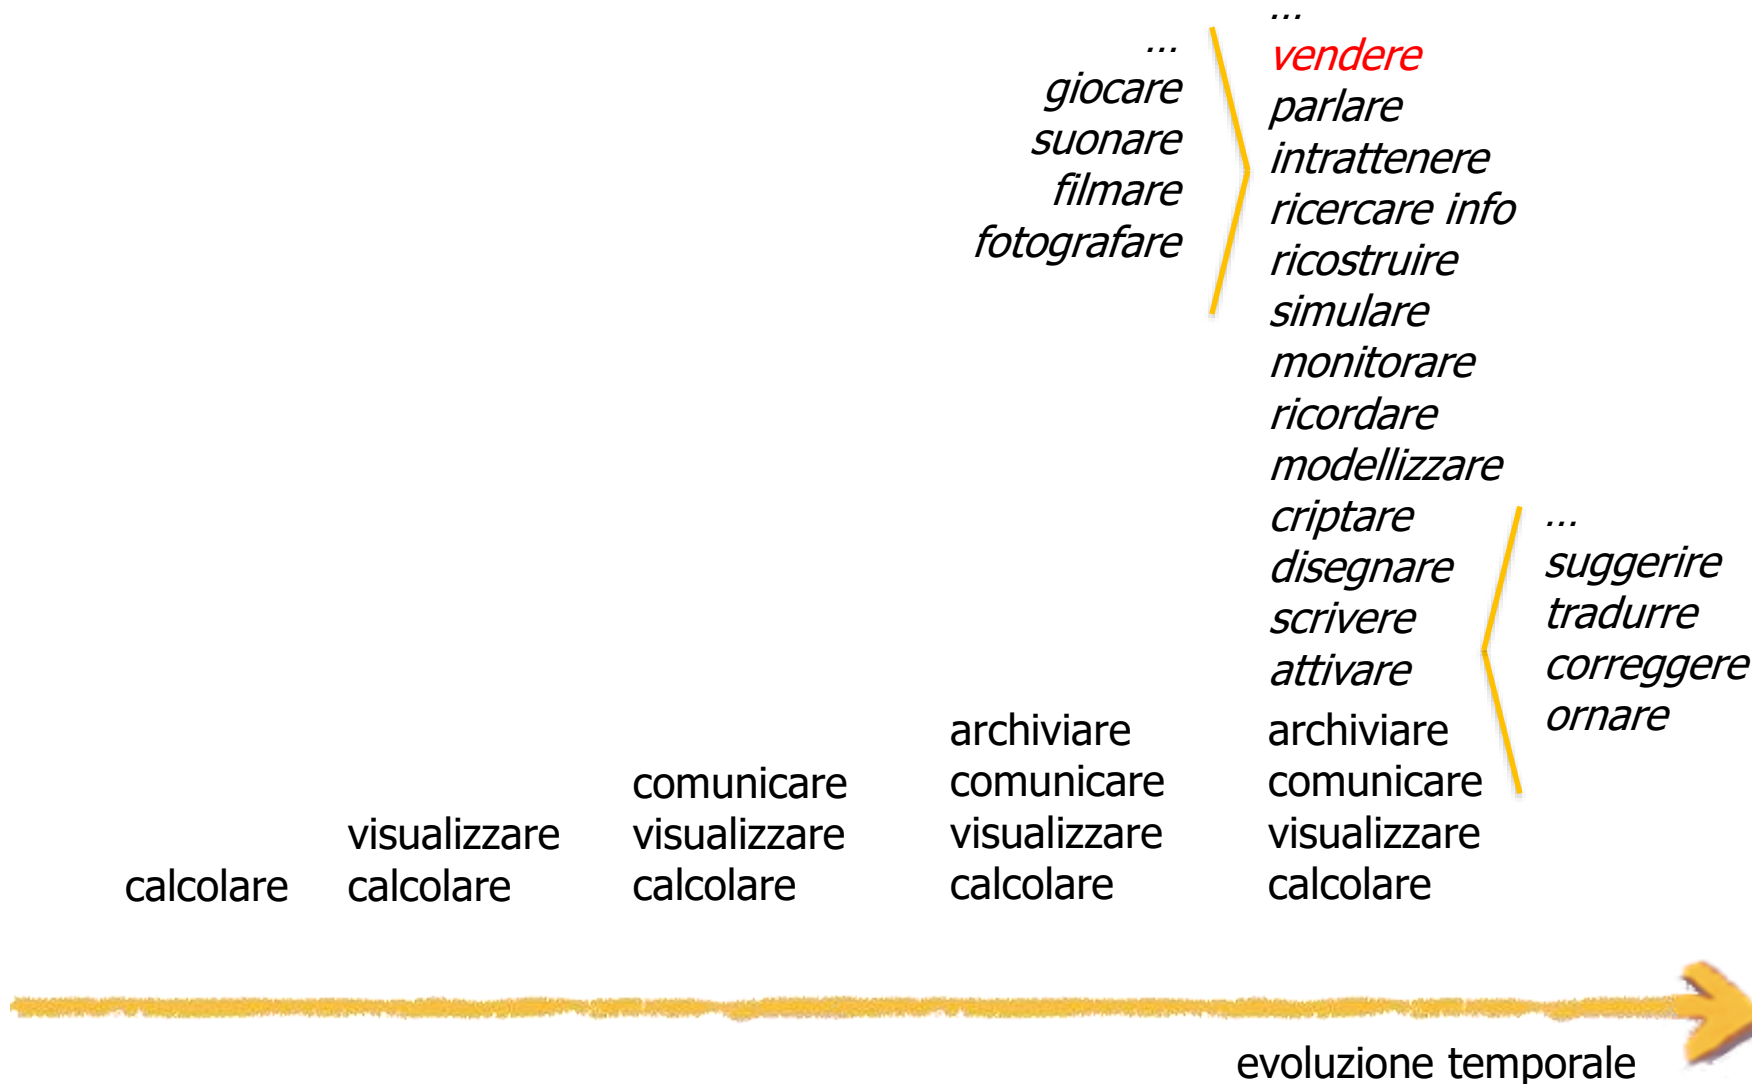 …
giocare
suonare
filmare
fotografare
…
vendere
parlare
intrattenere
ricercare info
ricostruire
simulare
monitorare
ricordare
modellizzare
criptare
disegnare
scrivere
attivare
archiviare
comunicare
visualizzare
calcolare
…
suggerire
tradurre
correggere
ornare
archiviare
comunicare
visualizzare
calcolare
comunicare
visualizzare
calcolare
visualizzare
calcolare
calcolare
evoluzione temporale